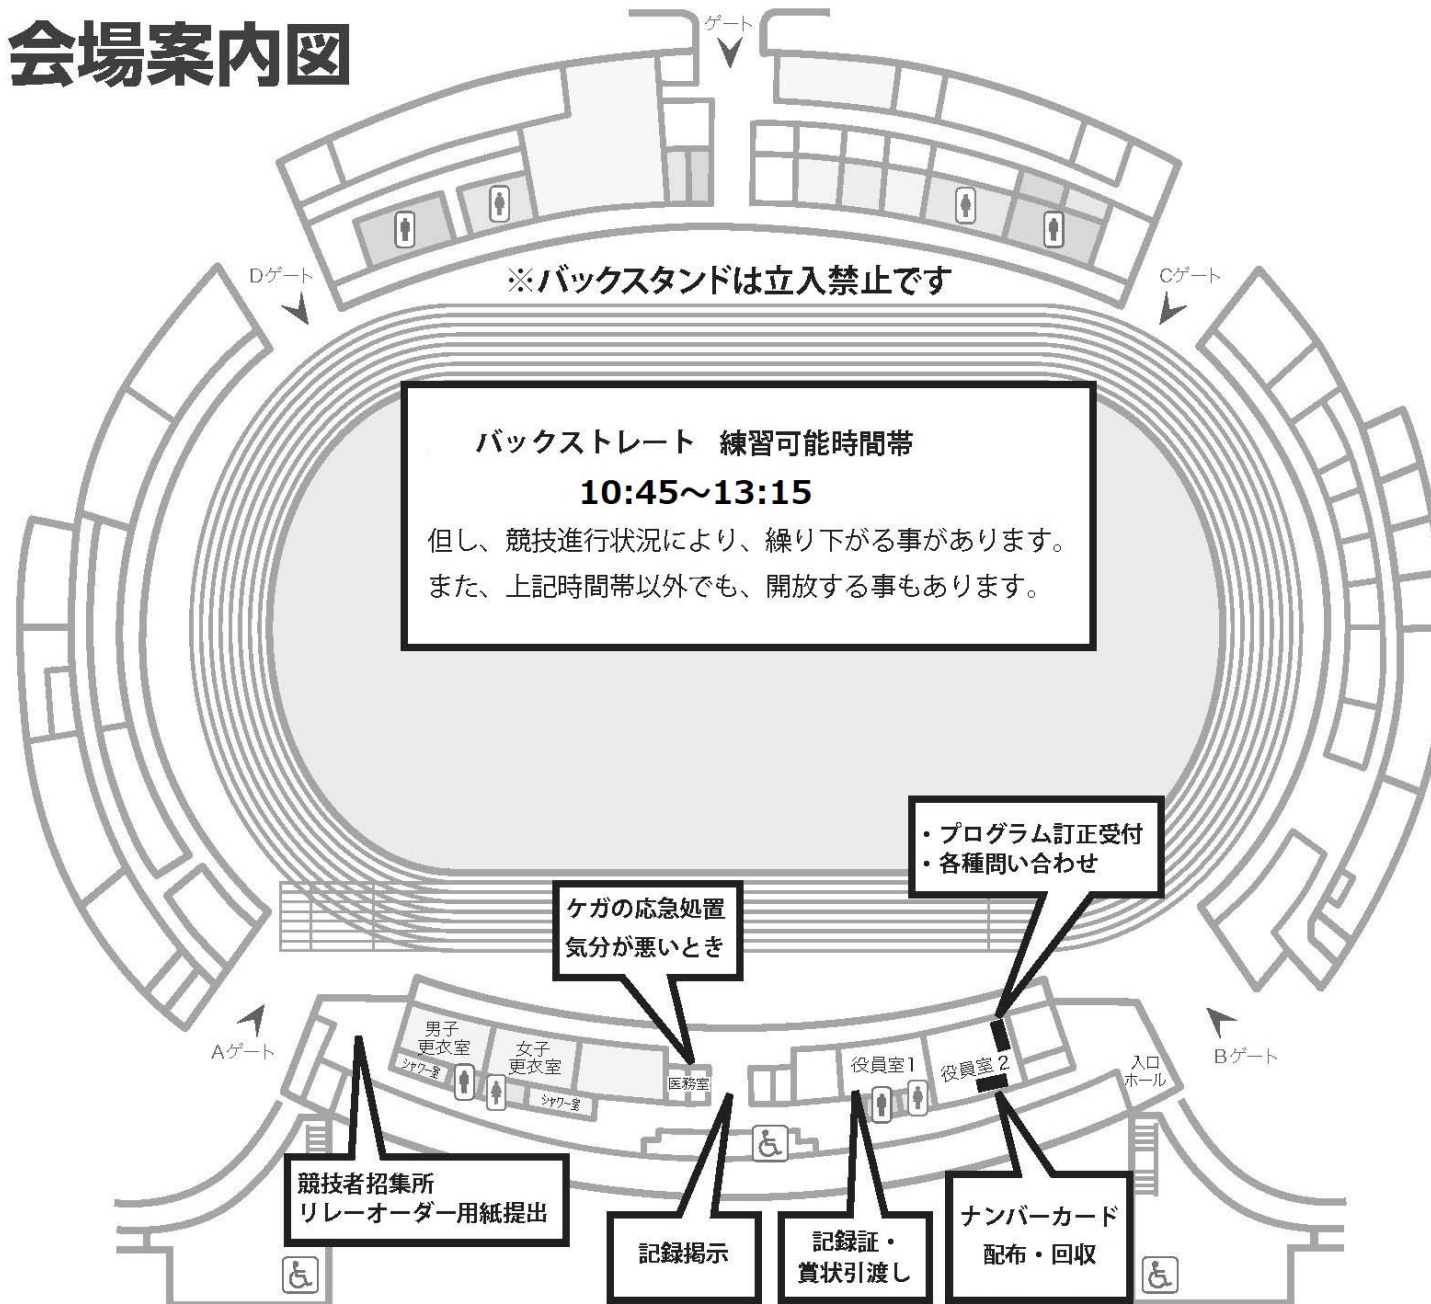 会場案内図
ゲート
Dゲート
Cゲート
※バックスタンドは立入禁止です
バックストレート 練習可能時間帯
10:45～13:15
但し、競技進行状況により、繰り下がる事があります。
また、上記時間帯以外でも、開放する事もあります。
・プログラム訂正受付
・各種問い合わせ
ケガの応急処置
気分が悪いとき
Aゲート
Bゲート
男子
更衣室
シャワー室
女子
更衣室
シャワー室
医務室
役員室1
役員室2
入口
ホール
競技者招集所
リレーオーダー用紙提出
記録掲示
記録証・
賞状引渡し
ナンバーカード
配布・回収